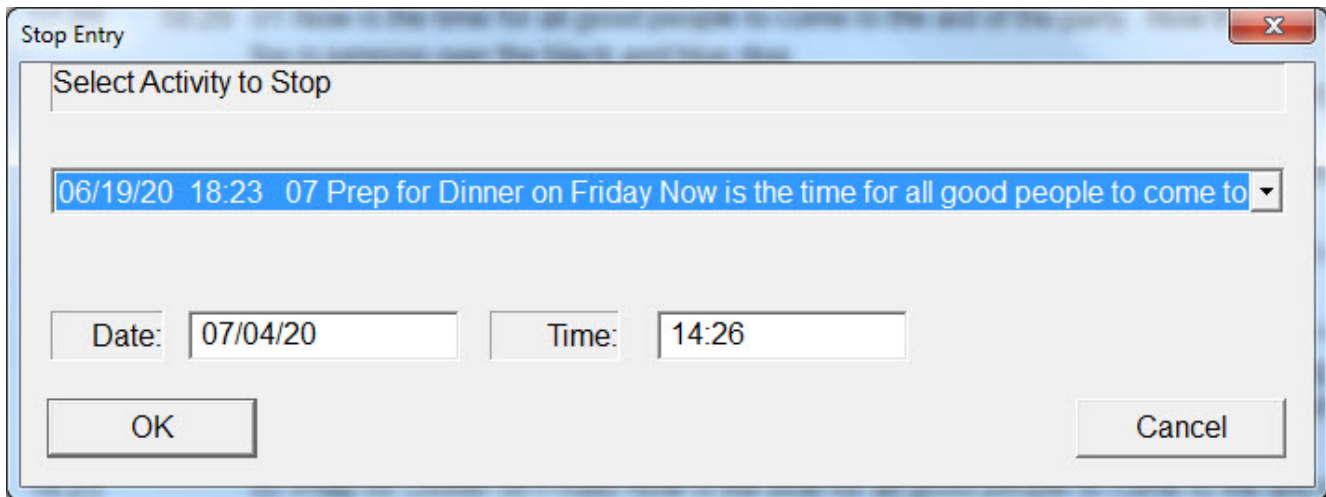 Stop Entry
Select Activity to Stop
06/19/20 18:23 07 Prep for Dinner on Friday Now is the time for all good people to come to
Date: 07/04/20 Time: 14:26
OK Cancel